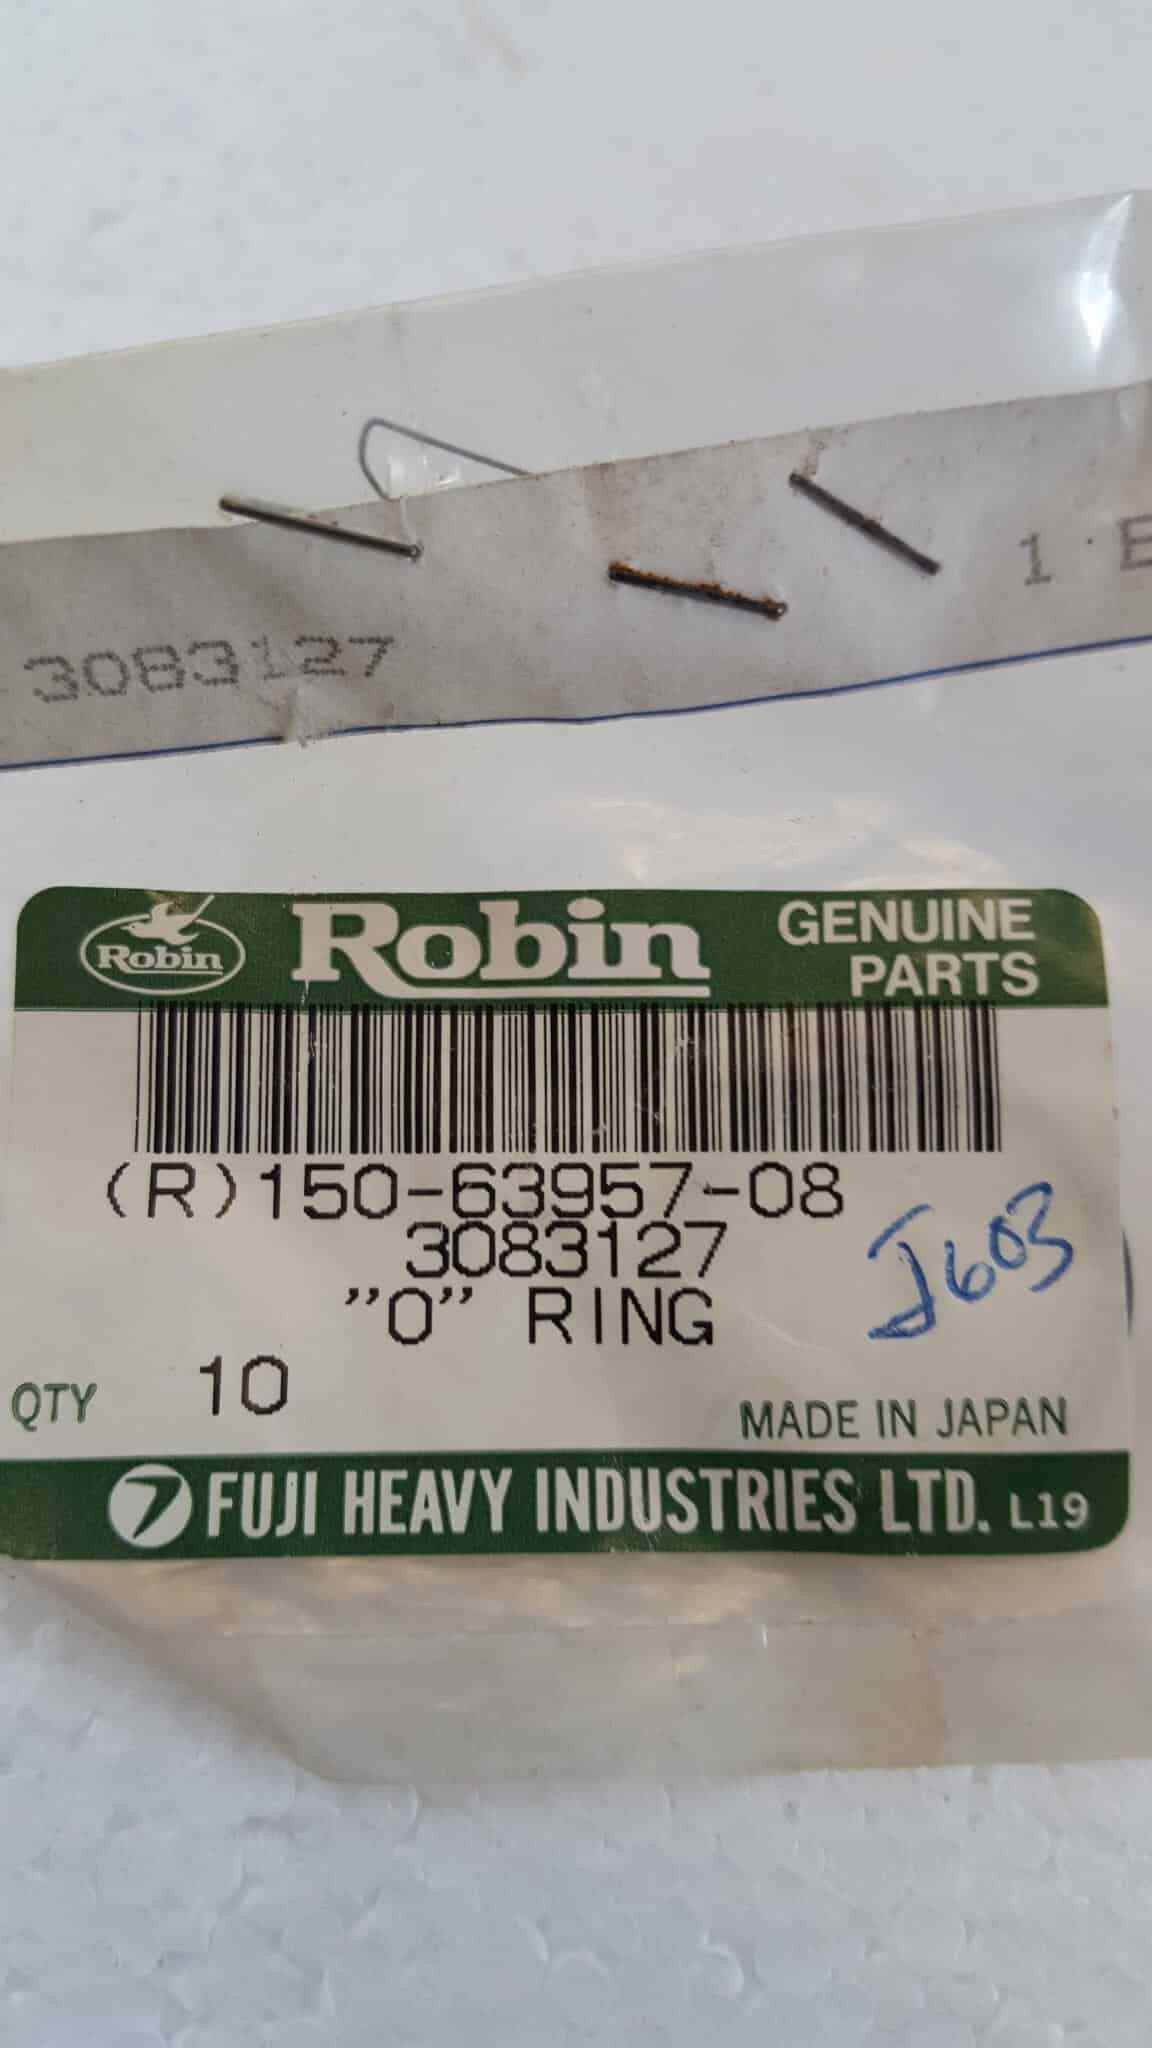 3083127
1
Robin
Robin
GENUINE
PARTS
(R)150-63957-08
3083127
"O" RING
J603
QTY 10
MADE IN JAPAN
FUJI HEAVY INDUSTRIES LTD. L19